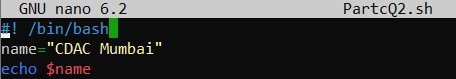 GNU nano 6.2 PartcQ2.sh
#! /bin/bash
name="CDAC Mumbai"
echo $name